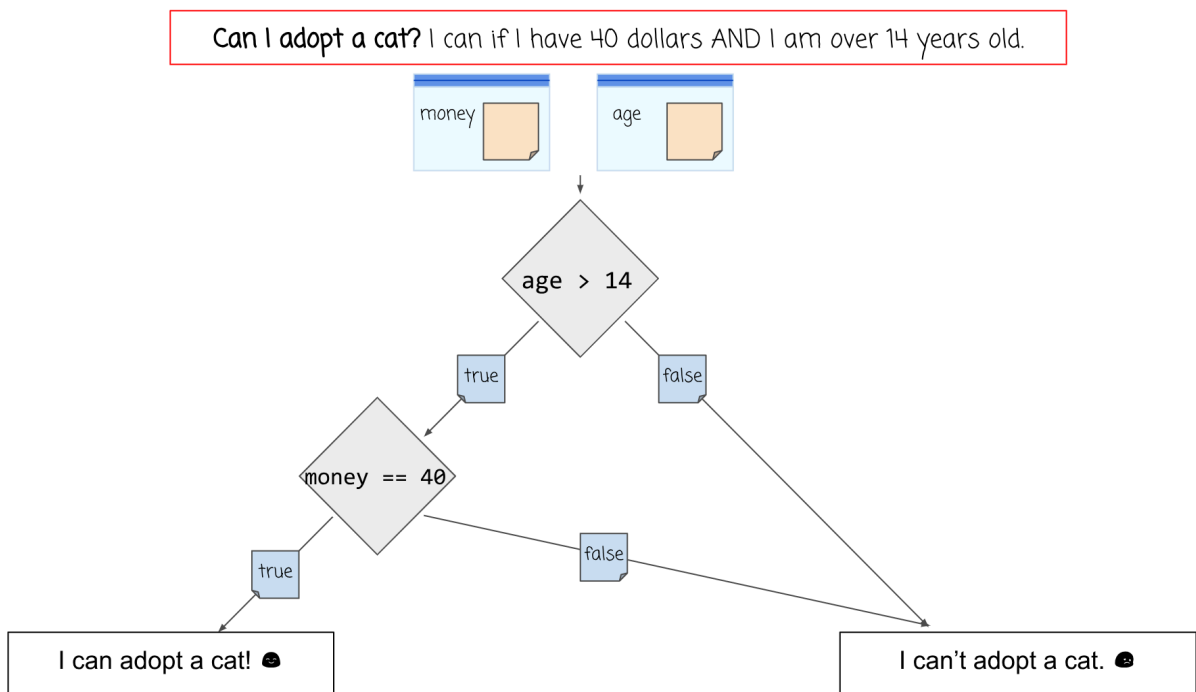 Can I adopt a cat? I can if I have 40 dollars AND I am over 14 years old.
money
age
age > 14
true
false
money == 40
true
false
I can adopt a cat!
I can’t adopt a cat.